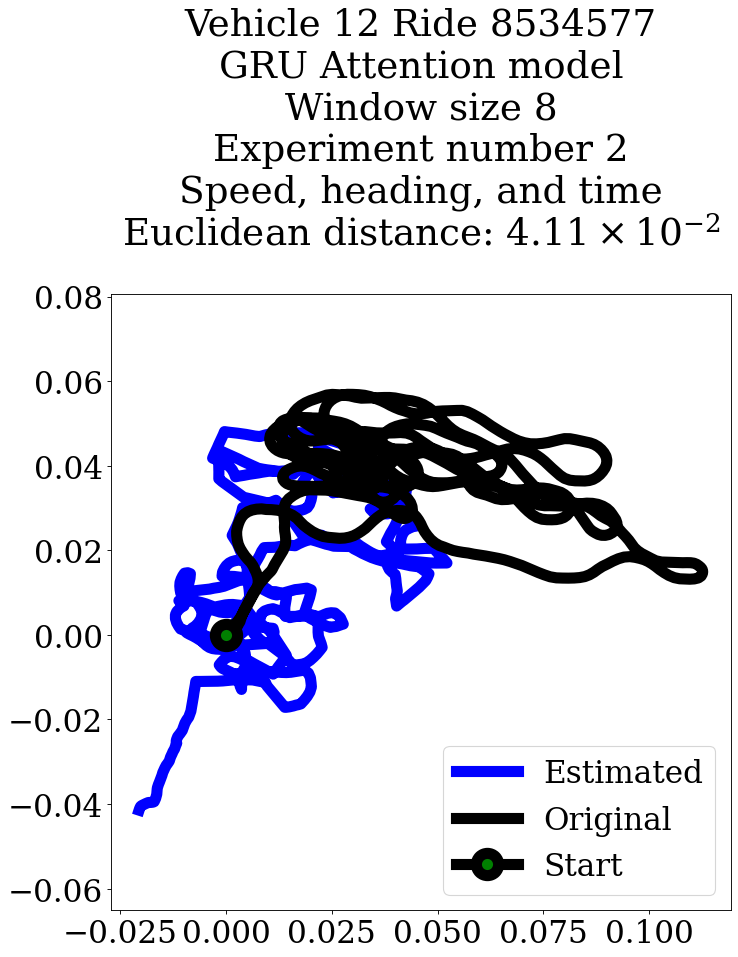 Vehicle 12 Ride 8534577
GRU Attention model
Window size 8
Experiment number 2
Speed, heading, and time
Euclidean distance: 4.11 × 10⁻²
0.08
0.06
0.04
0.02
0.00
−0.02
−0.04
−0.06
−0.025 0.000 0.025 0.050 0.075 0.100
Estimated
Original
Start